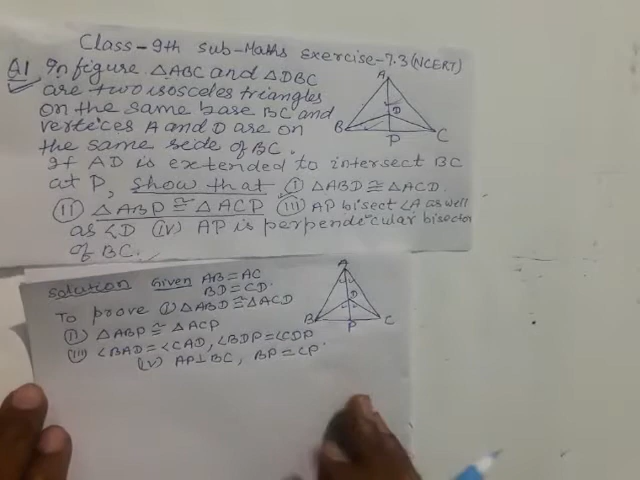 Class-9th sub-Maths exercise-7.3 (NCERT)
Q1 In figure △ABC and △DBC
are two isosceles triangles
on the same base BC and
vertices A and D are on
the same side of BC.
If AD is extended to intersect BC
at P, show that (i) △ABD ≅ △ACD.
(ii) △ABP ≅ △ACP (iii) AP bisect ∠A as well
as ∠D (iv) AP is perpendicular bisector
of BC.
A
D
B C
P
Solution Given AB = AC
BD = CD.
To prove (i) △ABD ≅ △ACD
(ii) △ABP ≅ △ACP
(iii) ∠BAD = ∠CAD, ∠BDP = ∠CDP
(iv) AP ⊥ BC, BP = CP.
A
D
B C
P